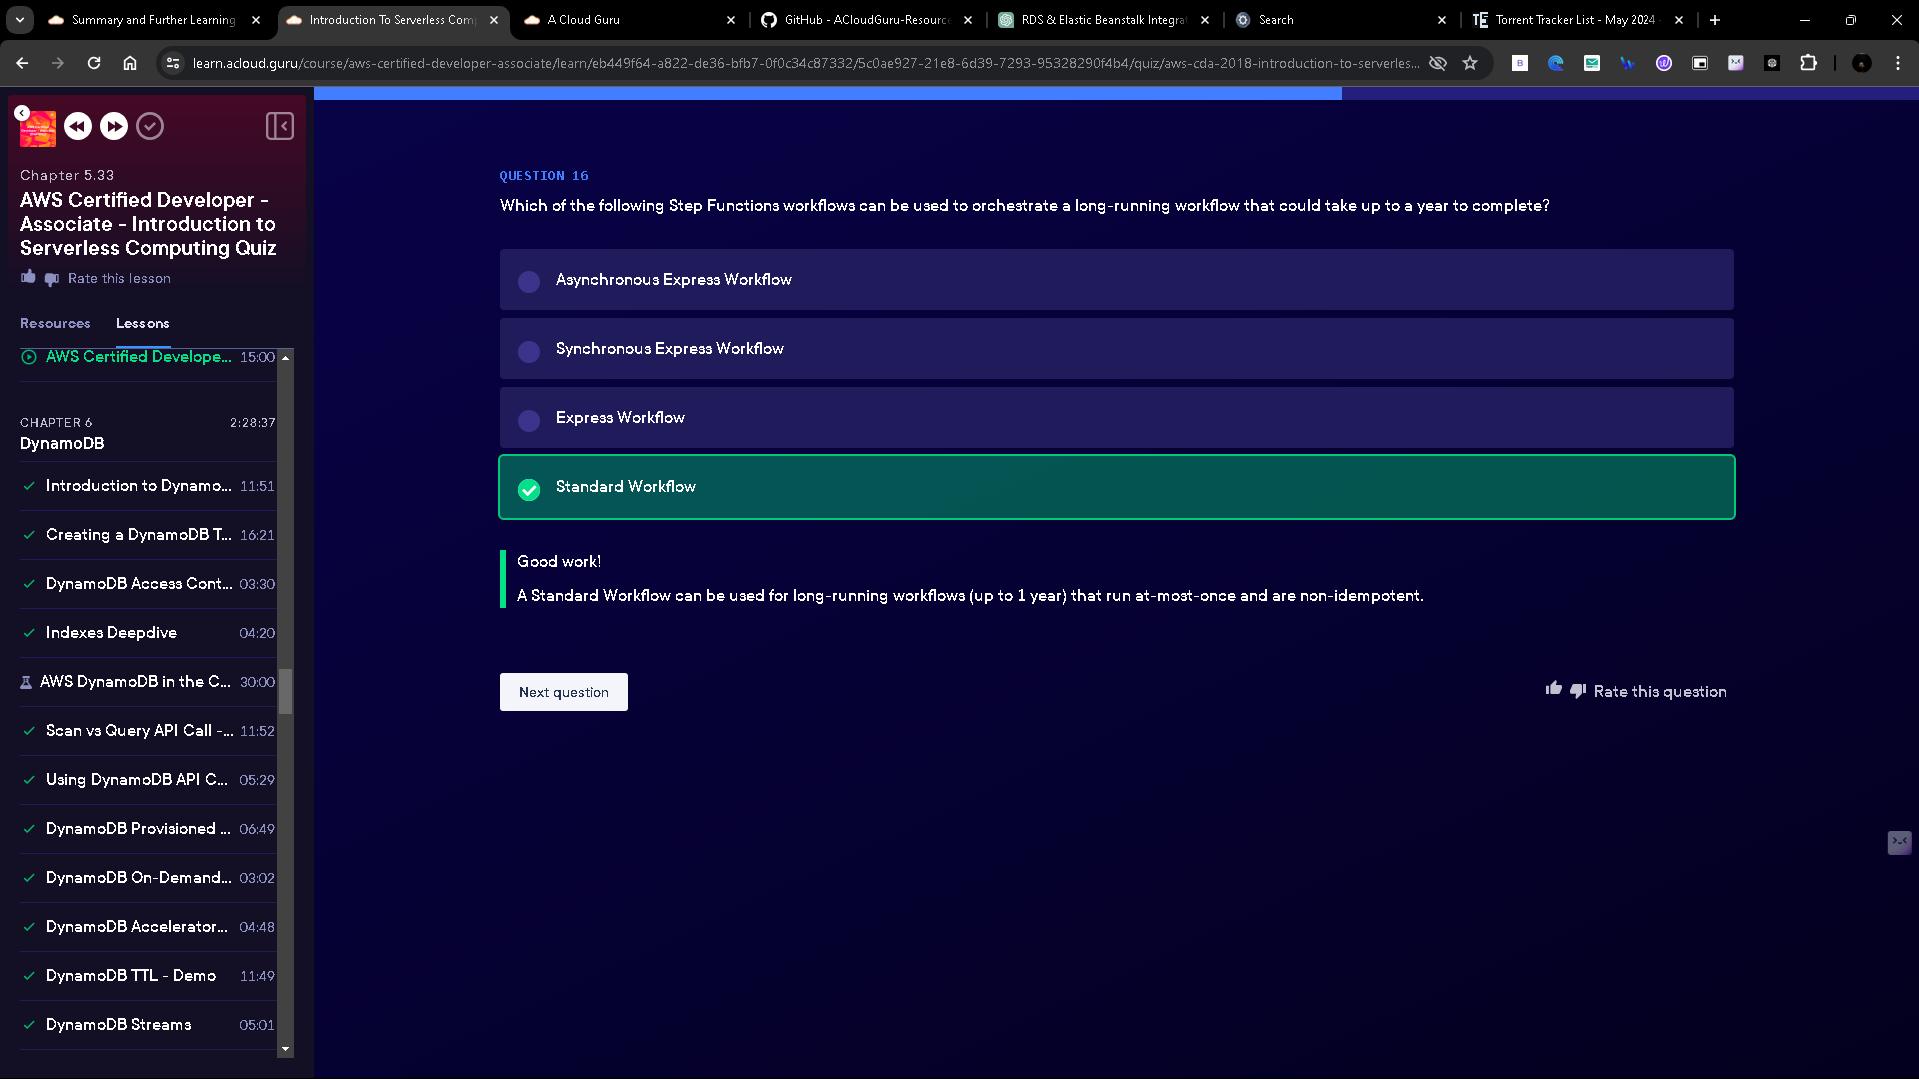 Summary and Further Learning
Introduction To Serverless Comp
A Cloud Guru
GitHub - ACloudGuru-Resource
RDS & Elastic Beanstalk Integrat
Search
Torrent Tracker List - May 2024 -
learn.acloud.guru/course/aws-certified-developer-associate/learn/eb449f64-a822-de36-bfb7-0f0c34c87332/5c0ae927-21e8-6d39-7293-95328290f4b4/quiz/aws-cda-2018-introduction-to-serverles...
Chapter 5.33
AWS Certified Developer -
Associate - Introduction to
Serverless Computing Quiz
Rate this lesson
Resources Lessons
AWS Certified Develope... 15:00
CHAPTER 6 2:28:37
DynamoDB
Introduction to Dynamo... 11:51
Creating a DynamoDB T... 16:21
DynamoDB Access Cont... 03:30
Indexes Deepdive 04:20
AWS DynamoDB in the C... 30:00
Scan vs Query API Call -... 11:52
Using DynamoDB API C... 05:29
DynamoDB Provisioned ... 06:49
DynamoDB On-Demand... 03:02
DynamoDB Accelerator... 04:48
DynamoDB TTL - Demo 11:49
DynamoDB Streams 05:01
QUESTION 16
Which of the following Step Functions workflows can be used to orchestrate a long-running workflow that could take up to a year to complete?
Asynchronous Express Workflow
Synchronous Express Workflow
Express Workflow
Standard Workflow
Good work!
A Standard Workflow can be used for long-running workflows (up to 1 year) that run at-most-once and are non-idempotent.
Next question
Rate this question